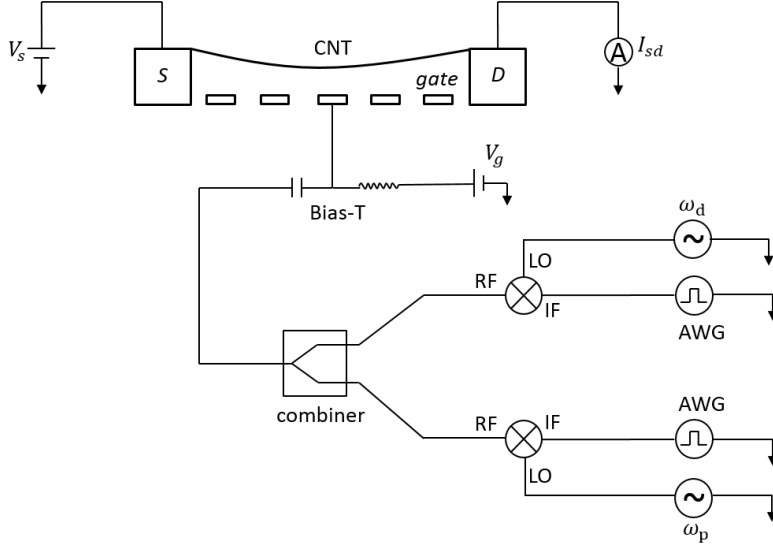 V_s
S
CNT
gate
D
A
I_sd
V_g
Bias-T
ω_d
~
LO
RF
IF
AWG
combiner
AWG
RF
IF
LO
~
ω_p